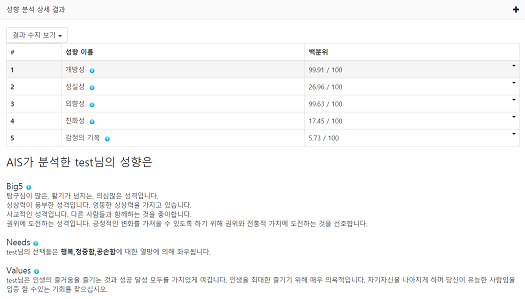 성향 분석 상세 결과
결과 수치 보기
# 성향 이름 백분위
1 개방성 99.91 / 100
2 성실성 26.96 / 100
3 외향성 99.63 / 100
4 친화성 17.45 / 100
5 감정의 기복 5.73 / 100
AIS가 분석한 test님의 성향은
Big5
탐구심이 많은, 활기가 넘치는, 의심많은 성격입니다.
상상력이 풍부한 성격입니다. 엉뚱한 상상력을 가지고 있습니다.
사교적인 성격입니다. 다른 사람들과 함께하는 것을 좋아합니다.
권위에 도전하는 성격입니다. 긍정적인 변화를 가져올 수 있도록 하기 위해 권위와 전통적 가치에 도전하는 것을 선호합니다.
Needs
test님의 선택들은 행복,정중함,공손함에 대한 열망에 의해 좌우됩니다.
Values
test님은 인생의 즐거움을 즐기는 것과 성공 달성 모두를 가치있게 여깁니다. 인생을 최대한 즐기기 위해 매우 의욕적입니다. 자기자신을 나아지게 하며 당신이 유능한 사람임을
입증 할 수있는 기회를 찾으십시오.